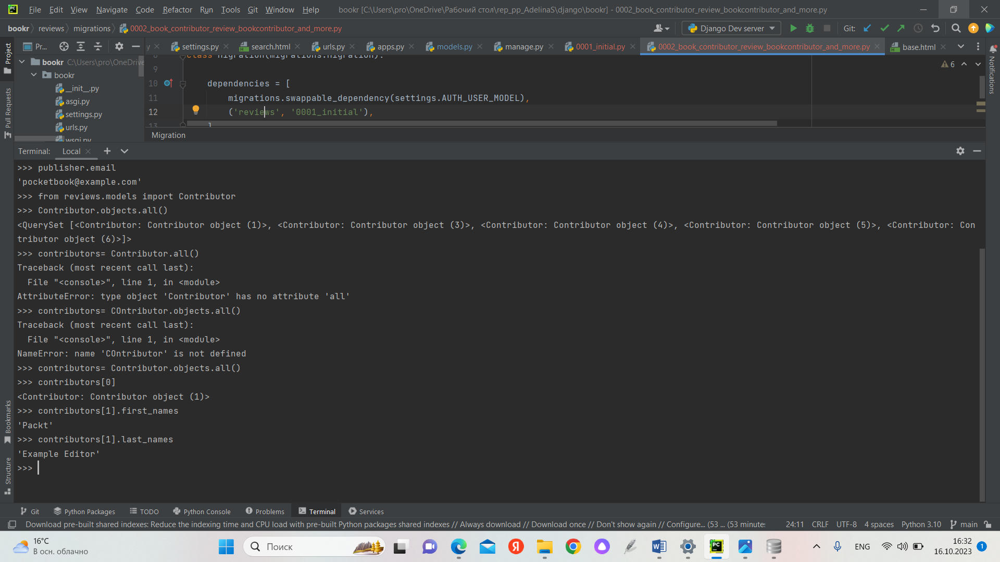 PC File Edit View Navigate Code Refactor Run Tools Git Window Help bookr [C:\Users\pro\OneDrive\Рабочий стол\rep_pp_AdelinaS\django\bookr] - 0002_book_contributor_review_bookcontributor_and_more.py
bookr reviews migrations 0002_book_contributor_review_bookcontributor_and_more.py Django Dev server Git:
Project
Pr...
y settings.py search.html urls.py apps.py models.py manage.py 0001_initial.py 0002_book_contributor_review_bookcontributor_and_more.py base.html
bookr C:\Users\pro\OneDrive
bookr
__init__.py
asgi.py
settings.py
urls.py
wsgi.py
8 class Migration(migrations.Migration):
9
10 dependencies = [
11 migrations.swappable_dependency(settings.AUTH_USER_MODEL),
12 ('reviews', '0001_initial'),
13 ]
6
Migration
Notifications
Pull Requests
Terminal: Local
>>> publisher.email
'pocketbook@example.com'
>>> from reviews.models import Contributor
>>> Contributor.objects.all()
<QuerySet [<Contributor: Contributor object (1)>, <Contributor: Contributor object (3)>, <Contributor: Contributor object (4)>, <Contributor: Contributor object (5)>, <Contributor: Con
tributor object (6)>]>
>>> contributors= Contributor.all()
Traceback (most recent call last):
  File "<console>", line 1, in <module>
AttributeError: type object 'Contributor' has no attribute 'all'
>>> contributors= COntributor.objects.all()
Traceback (most recent call last):
  File "<console>", line 1, in <module>
NameError: name 'COntributor' is not defined
>>> contributors= Contributor.objects.all()
>>> contributors[0]
<Contributor: Contributor object (1)>
>>> contributors[1].first_names
'Packt'
>>> contributors[1].last_names
'Example Editor'
>>>
Bookmarks
Structure
Git Python Packages TODO Python Console Problems Terminal Services
Download pre-built shared indexes: Reduce the indexing time and CPU load with pre-built Python packages shared indexes // Always download // Download once // Don't show again // Configure... (53 ... (53 minutes 24:11 CRLF UTF-8 4 spaces Python 3.10 main
16°C
В осн. облачно
Поиск
Я
W
PC
ENG
16:32
16.10.2023
1